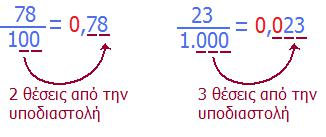 78/100 = 0,78
23/1.000 = 0,023
2 θέσεις από την
υποδιαστολή
3 θέσεις από την
υποδιαστολή